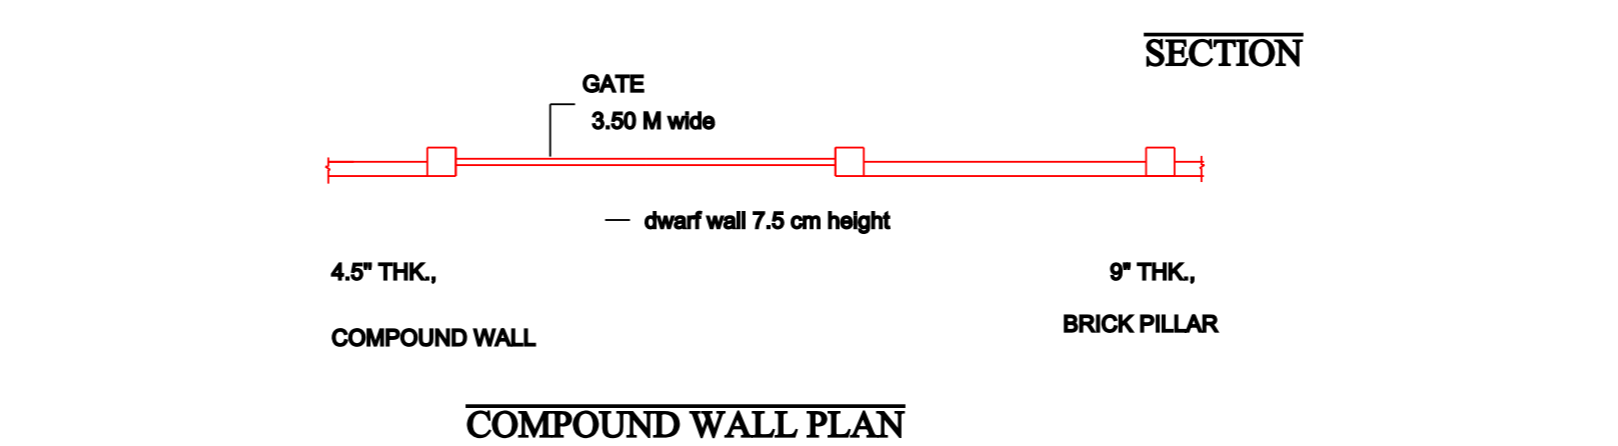 SECTION
GATE
3.50 M wide
dwarf wall 7.5 cm height
4.5" THK.,
9" THK.,
BRICK PILLAR
COMPOUND WALL
COMPOUND WALL PLAN